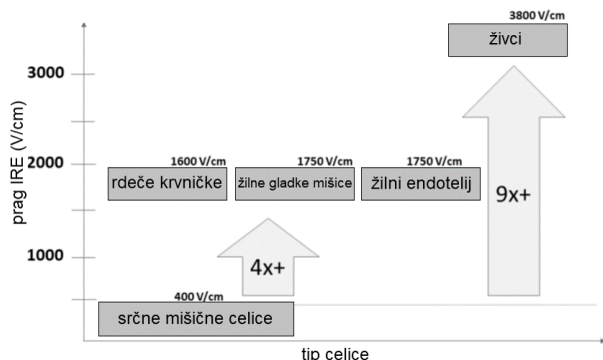 3800 V/cm
živci
3000
prag IRE (V/cm)
2000
1600 V/cm
1750 V/cm
1750 V/cm
rdeče krvničke
žilne gladke mišice
žilni endotelij
9x+
1000
4x+
400 V/cm
srčne mišične celice
tip celice